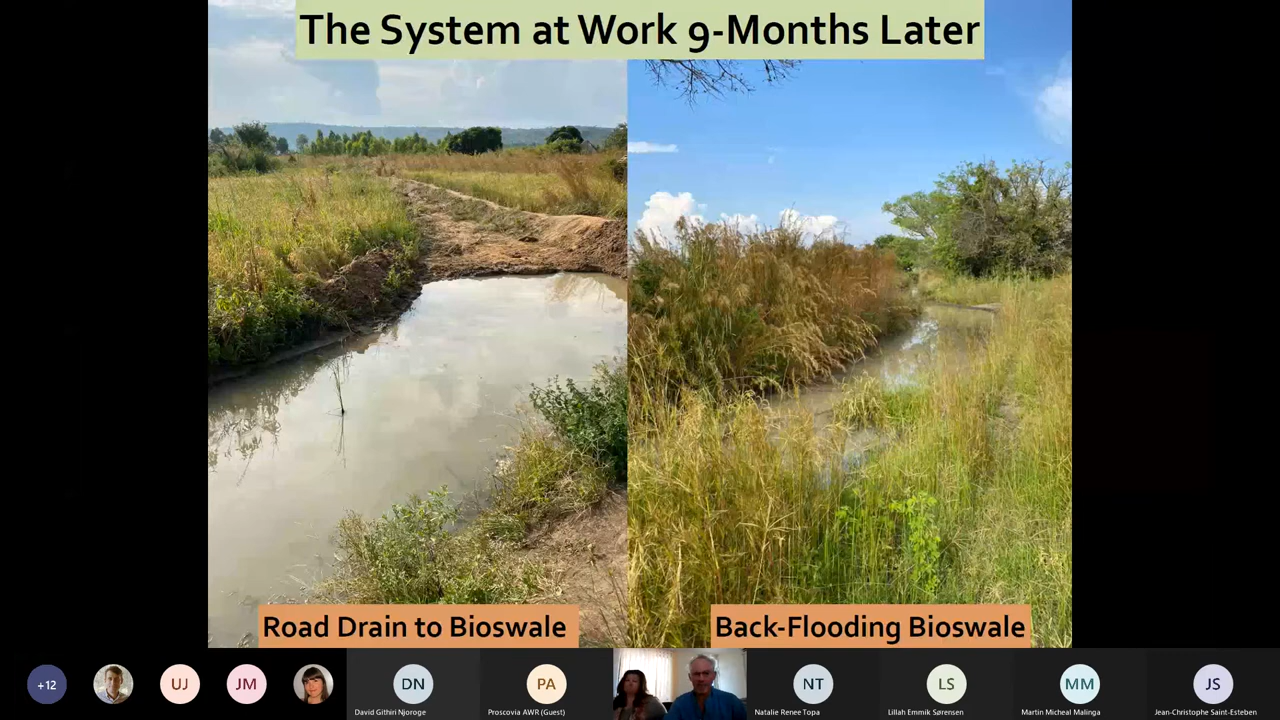 The System at Work 9-Months Later
Road Drain to Bioswale
Back-Flooding Bioswale
+12
UJ
JM
DN
David Githiri Njoroge
PA
Proscovia AWR (Guest)
NT
Natalie Renee Topa
LS
Lillah Emmik Sørensen
MM
Martin Micheal Malinga
JS
Jean-Christophe Saint-Esteben